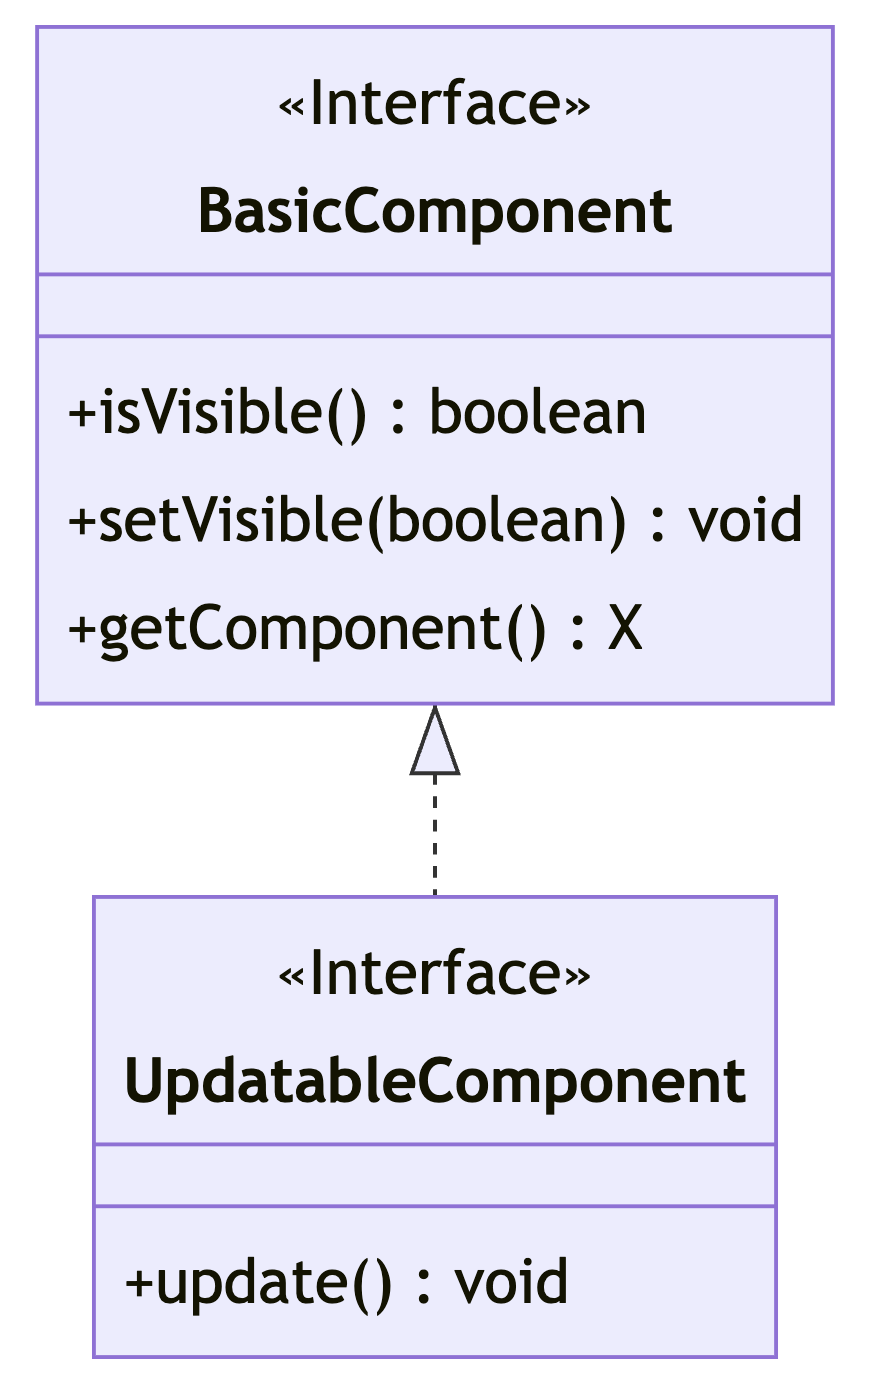 «Interface»
BasicComponent
+isVisible() : boolean
+setVisible(boolean) : void
+getComponent() : X
«Interface»
UpdatableComponent
+update() : void